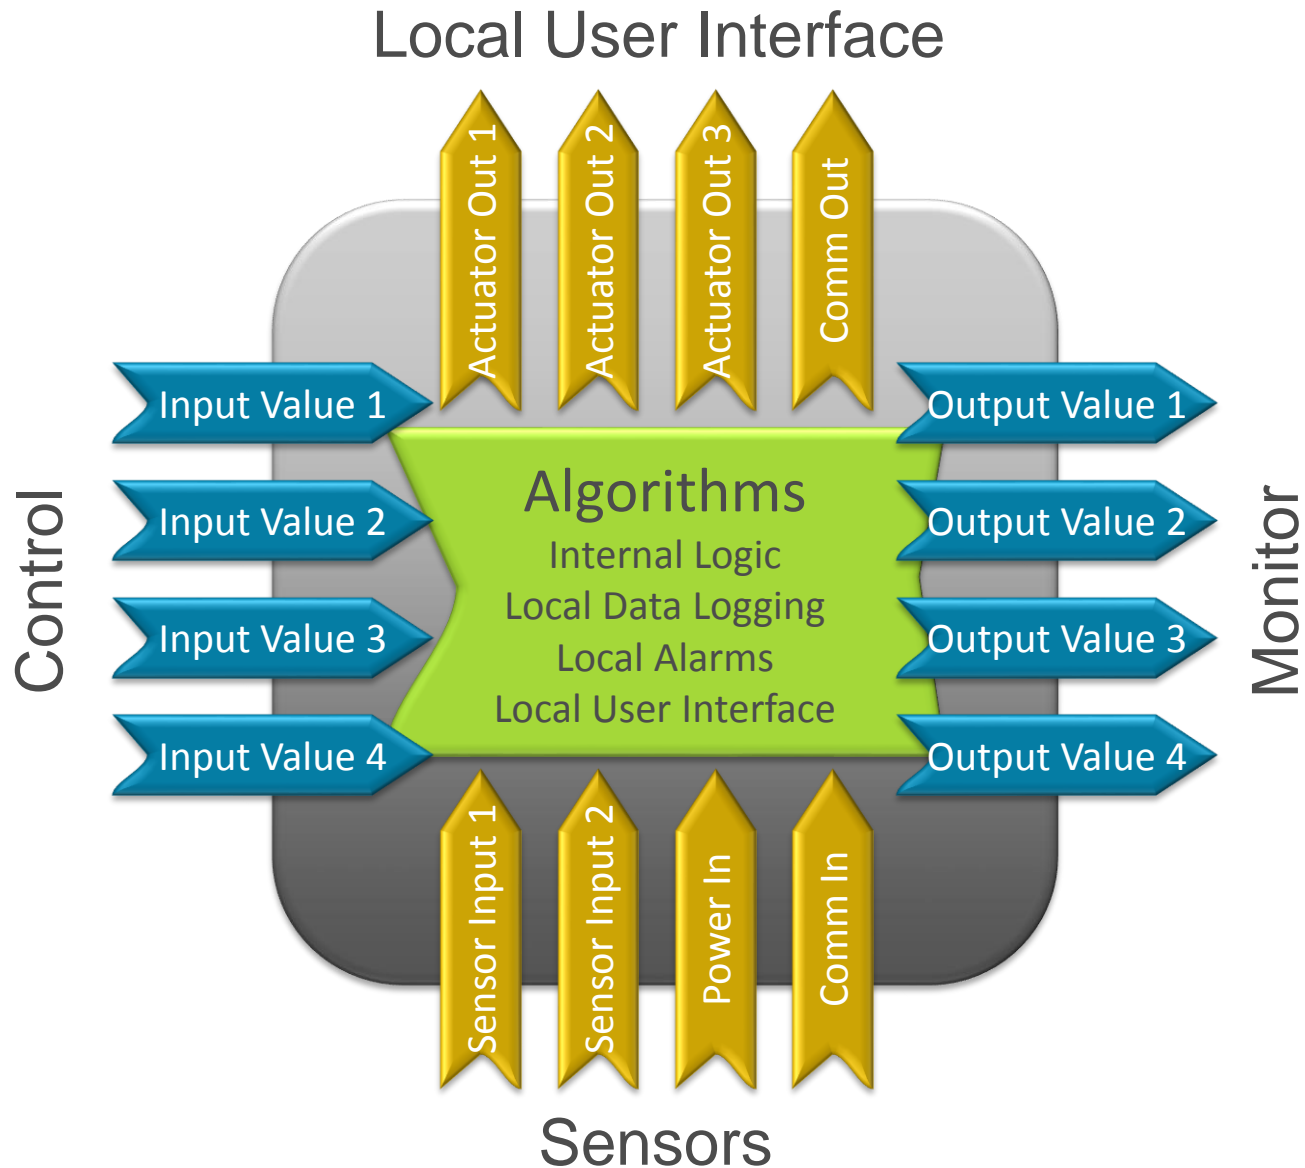 Local User Interface
Actuator Out 1
Actuator Out 2
Actuator Out 3
Comm Out
Control
Input Value 1
Input Value 2
Input Value 3
Input Value 4
Algorithms
Internal Logic
Local Data Logging
Local Alarms
Local User Interface
Output Value 1
Output Value 2
Output Value 3
Output Value 4
Monitor
Sensor Input 1
Sensor Input 2
Power In
Comm In
Sensors